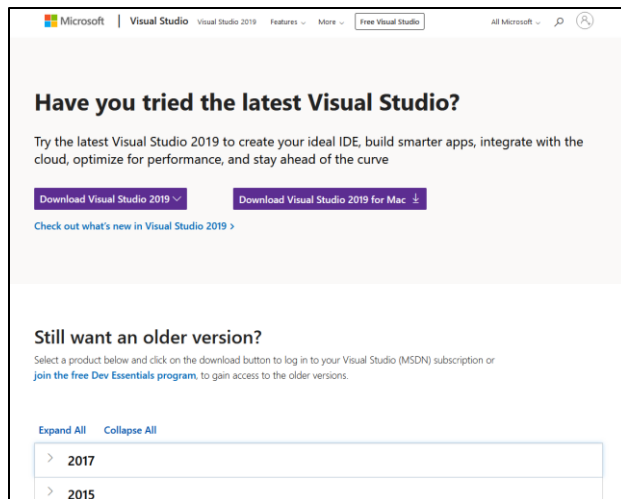 Microsoft Visual Studio Visual Studio 2019 Features More Free Visual Studio All Microsoft
Have you tried the latest Visual Studio?
Try the latest Visual Studio 2019 to create your ideal IDE, build smarter apps, integrate with the
cloud, optimize for performance, and stay ahead of the curve
Download Visual Studio 2019 Download Visual Studio 2019 for Mac
Check out what's new in Visual Studio 2019 >
Still want an older version?
Select a product below and click on the download button to log in to your Visual Studio (MSDN) subscription or
join the free Dev Essentials program, to gain access to the older versions.
Expand All Collapse All
2017
2015